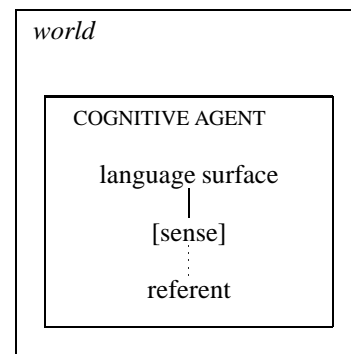 world
COGNITIVE AGENT
language surface
[sense]
referent